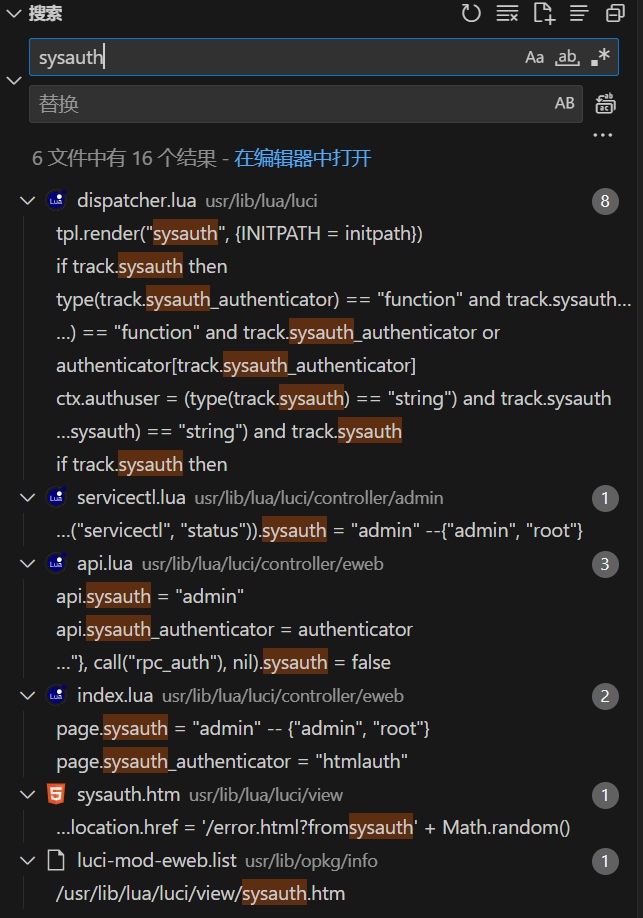 搜索
sysauth
Aa ab .*
替换
AB
...
6 文件中有 16 个结果 - 在编辑器中打开
dispatcher.lua usr/lib/lua/luci 8
tpl.render("sysauth", {INITPATH = initpath})
if track.sysauth then
type(track.sysauth_authenticator) == "function" and track.sysauth...
...) == "function" and track.sysauth_authenticator or
authenticator[track.sysauth_authenticator]
ctx.authuser = (type(track.sysauth) == "string") and track.sysauth
...sysauth) == "string") and track.sysauth
if track.sysauth then
servicectl.lua usr/lib/lua/luci/controller/admin 1
...("servicectl", "status")).sysauth = "admin" --{"admin", "root"}
api.lua usr/lib/lua/luci/controller/eweb 3
api.sysauth = "admin"
api.sysauth_authenticator = authenticator
..."}, call("rpc_auth"), nil).sysauth = false
index.lua usr/lib/lua/luci/controller/eweb 2
page.sysauth = "admin" -- {"admin", "root"}
page.sysauth_authenticator = "htmlauth"
sysauth.htm usr/lib/lua/luci/view 1
...location.href = '/error.html?fromsysauth' + Math.random()
luci-mod-eweb.list usr/lib/opkg/info 1
/usr/lib/lua/luci/view/sysauth.htm